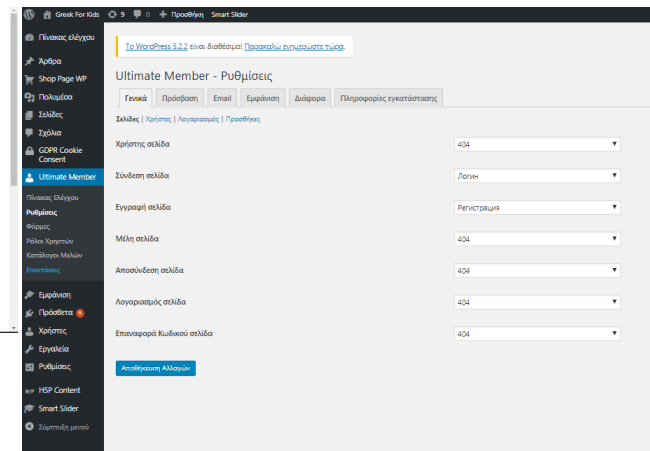 Greek For Kids 9 0 Προσθήκη Smart Slider
Πίνακας ελέγχου
Άρθρα
Shop Page WP
Πολυμέσα
Σελίδες
Σχόλια
GDPR Cookie
Consent
Ultimate Member
Πίνακας Ελέγχου
Ρυθμίσεις
Φόρμες
Ρόλοι Χρηστών
Κατάλογοι Μελών
Επεκτάσεις
Εμφάνιση
Πρόσθετα 6
Χρήστες
Εργαλεία
Ρυθμίσεις
H5P H5P Content
Smart Slider
Σύμπτυξη μενού
Το WordPress 5.2.2 είναι διαθέσιμο! Παρακαλώ ενημερώστε τώρα.
Ultimate Member - Ρυθμίσεις
Γενικά Πρόσβαση Email Εμφάνιση Διάφορα Πληροφορίες εγκατάστασης
Σελίδες | Χρήστες | Λογαριασμός | Προσθήκες
Χρήστης σελίδα 404
Σύνδεση σελίδα Логин
Εγγραφή σελίδα Регистрация
Μέλη σελίδα 404
Αποσύνδεση σελίδα 404
Λογαριασμός σελίδα 404
Επαναφορά Κωδικού σελίδα 404
Αποθήκευση Αλλαγών